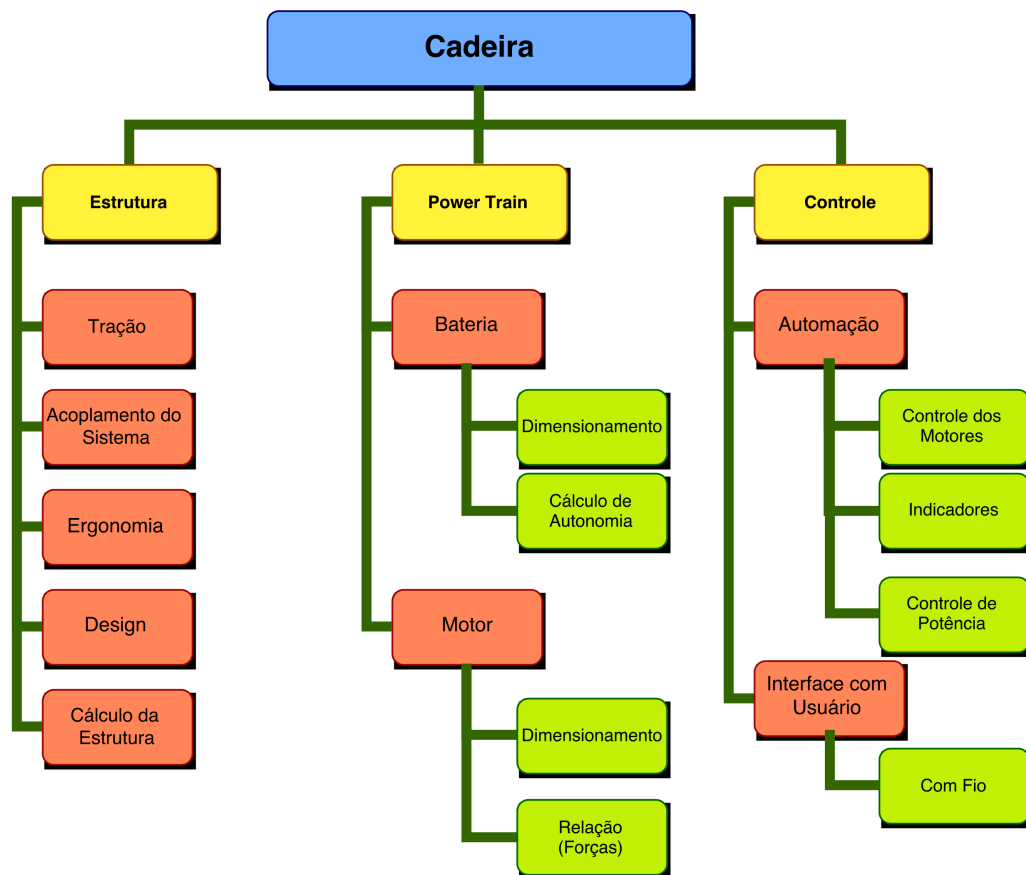 Cadeira
Estrutura
Tração
Acoplamento do
Sistema
Ergonomia
Design
Cálculo da
Estrutura
Power Train
Bateria
Dimensionamento
Cálculo de
Autonomia
Motor
Dimensionamento
Relação
(Forças)
Controle
Automação
Controle dos
Motores
Indicadores
Controle de
Potência
Interface com
Usuário
Com Fio